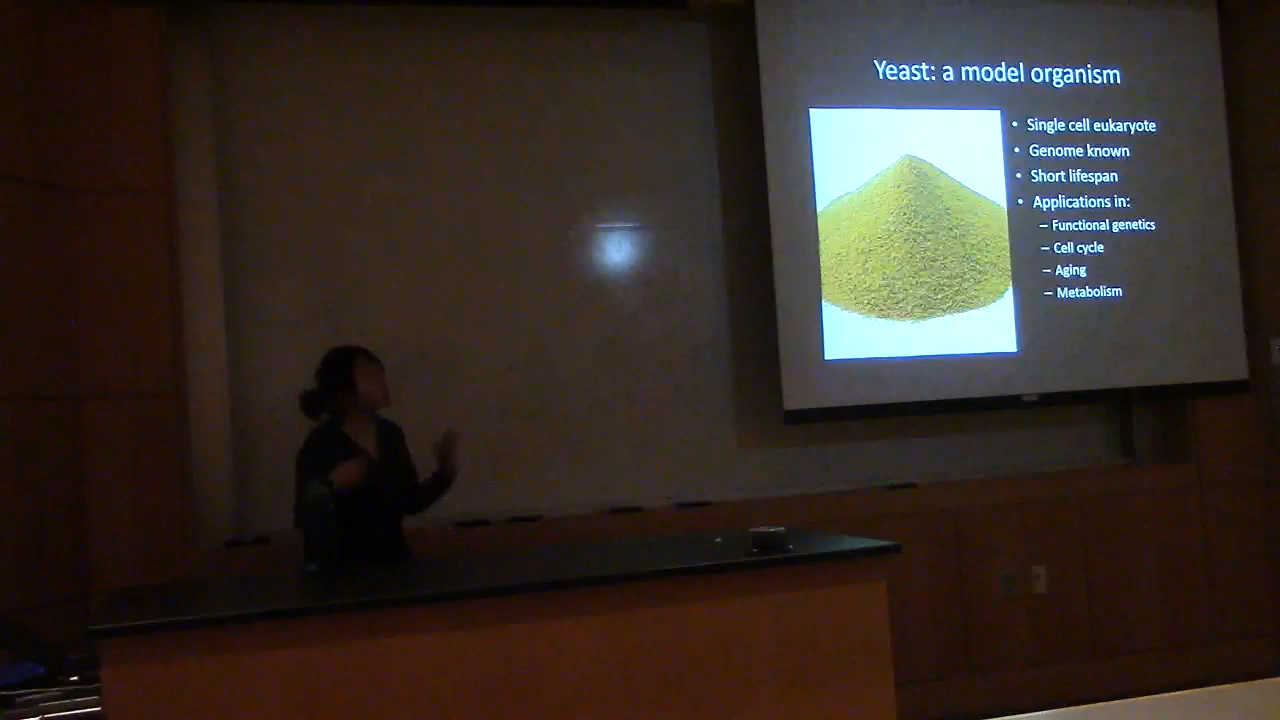 Yeast: a model organism
• Single cell eukaryote
• Genome known
• Short lifespan
• Applications in:
– Functional genetics
– Cell cycle
– Aging
– Metabolism